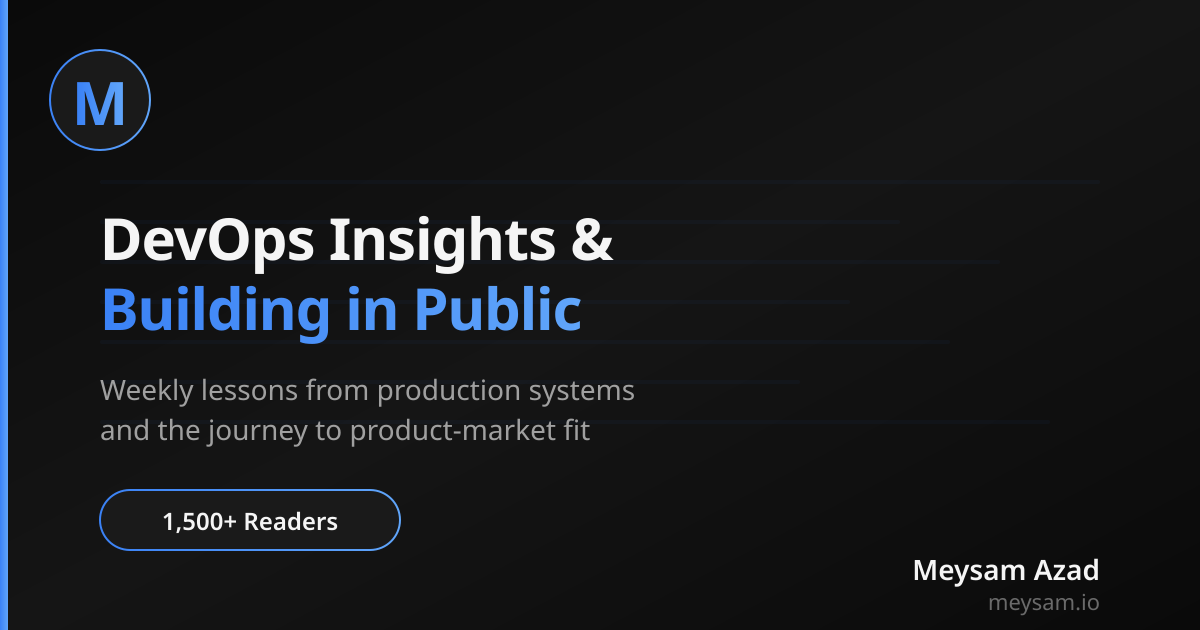 M
DevOps Insights &
Building in Public
Weekly lessons from production systems
and the journey to product-market fit
1,500+ Readers
Meysam Azad
meysam.io